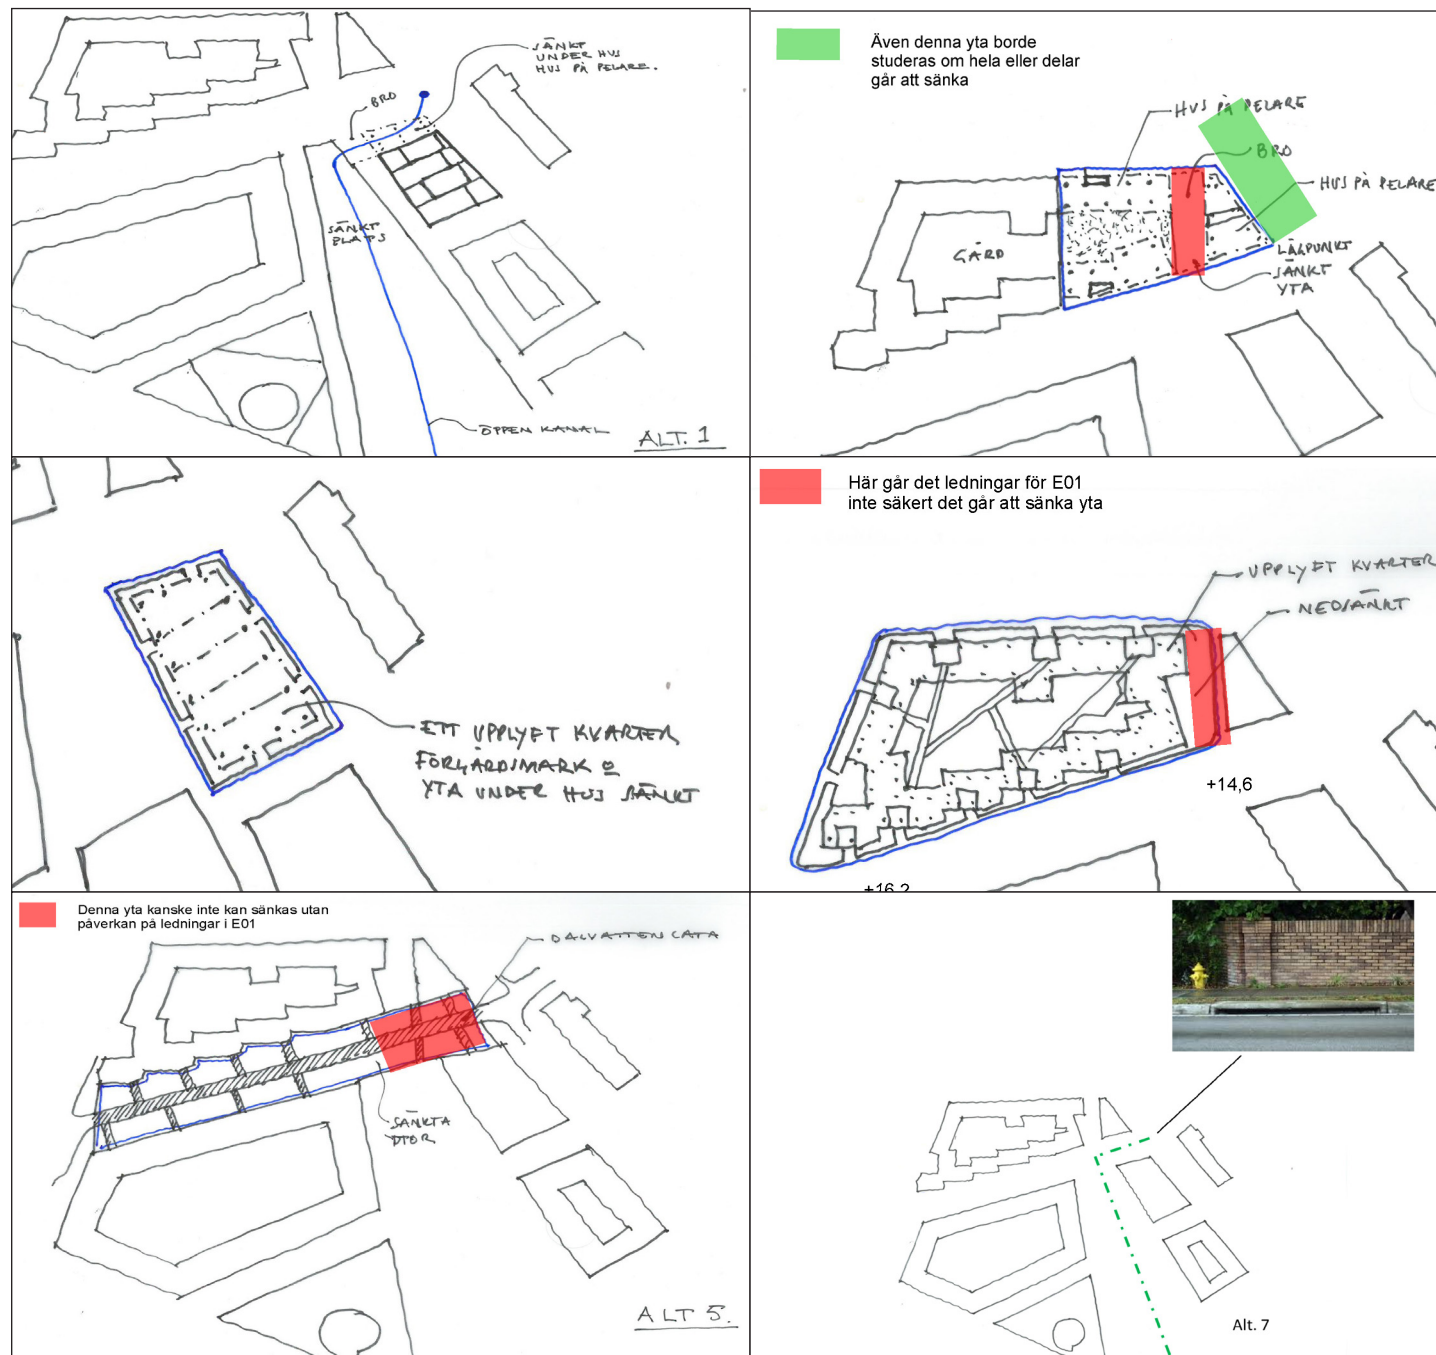 SÄNKT
UNDER HUS
HUS PÅ PELARE.
BRO
SÄNKT
PLATS
ÖPPEN KANAL
ALT. 1
Även denna yta borde
studeras om hela eller delar
går att sänka
HUS PÅ PELARE
BRO
HUS PÅ PELARE
GÅRD
LÅGPUNKT
SÄNKT
YTA
ETT UPPLYFT KVARTER
FÖRGÅRDSMARK o
YTA UNDER HUS SÄNKT
Här går det ledningar för E01
inte säkert det går att sänka yta
UPPLYFT KVARTER
NEDSÄNKT
+14,6
+16,2
Denna yta kanske inte kan sänkas utan
påverkan på ledningar i E01
DAGVATTENGATA
SÄNKTA
YTOR
ALT 5.
Alt. 7